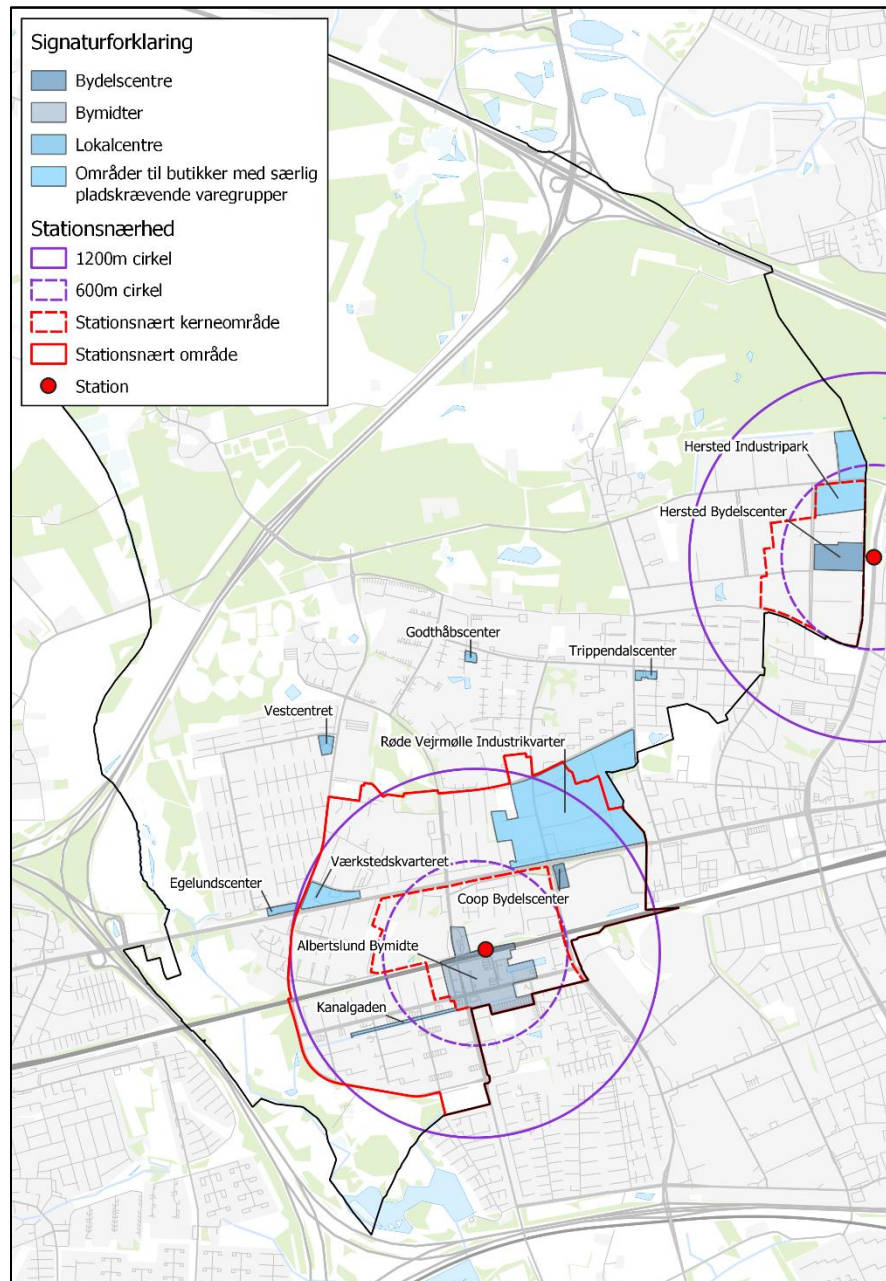 Signaturforklaring
Bydelscentre
Bymidter
Lokalcentre
Områder til butikker med særlig
pladskrævende varegrupper
Stationsnærhed
1200m cirkel
600m cirkel
Stationsnært kerneområde
Stationsnært område
Station
Hersted Industripark
Hersted Bydelscenter
Godthåbscenter
Trippendalscenter
Vestcentret
Røde Vejrmølle Industrikvarter
Værkstedskvarteret
Egelundscenter
Coop Bydelscenter
Albertslund Bymidte
Kanalgaden